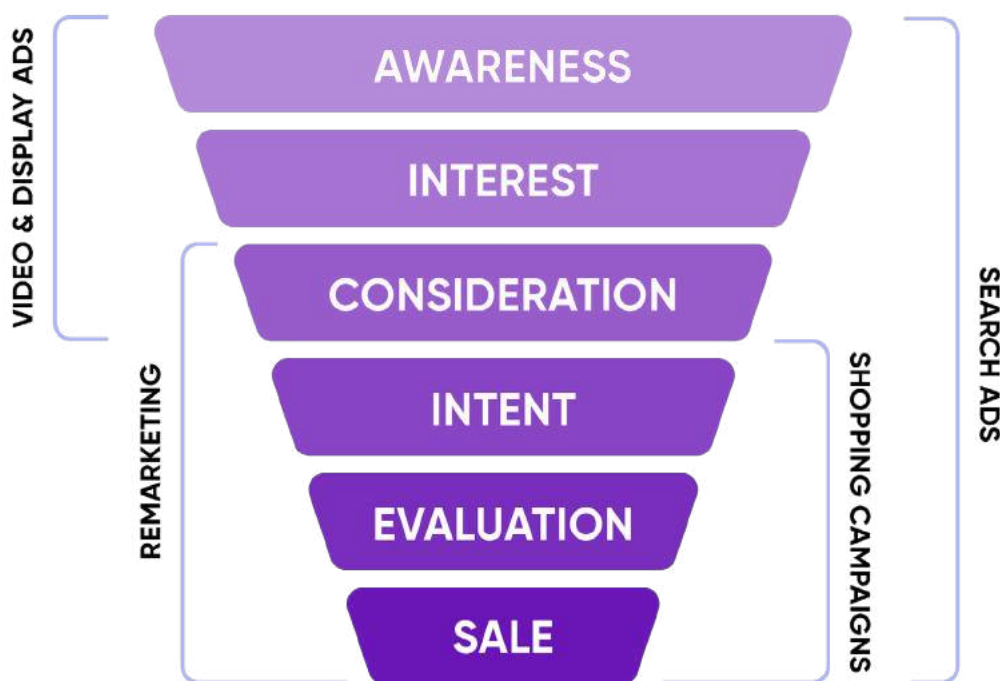 VIDEO & DISPLAY ADS
AWARENESS
INTEREST
CONSIDERATION
INTENT
EVALUATION
SALE
REMARKETING
SHOPPING CAMPAIGNS
SEARCH ADS